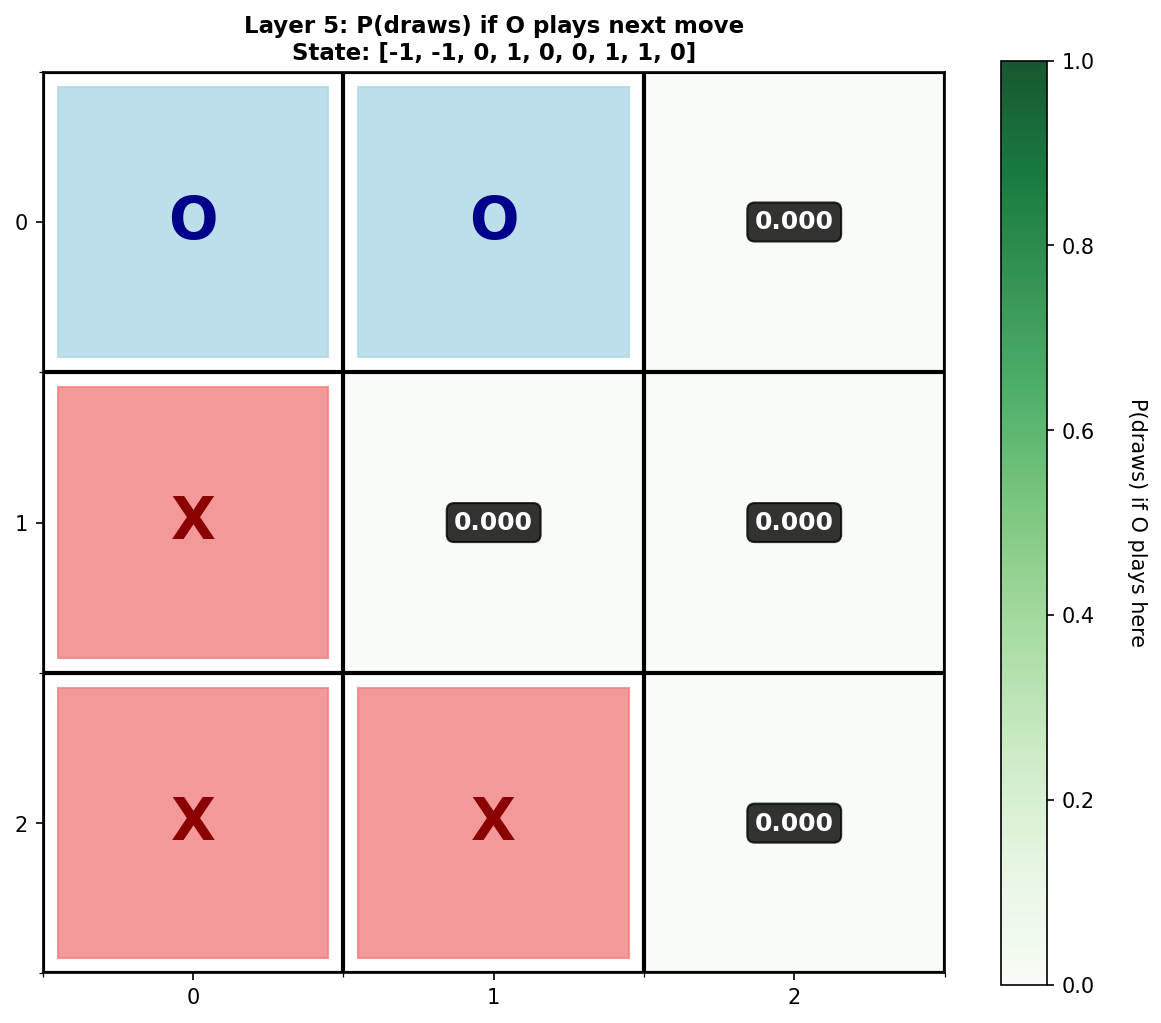 Layer 5: P(draws) if O plays next move
State: [-1, -1, 0, 1, 0, 0, 1, 1, 0]
0
O
O
0.000
1
X
0.000
0.000
2
X
X
0.000
0
1
2
1.0
0.8
0.6
0.4
0.2
0.0
P(draws) if O plays here